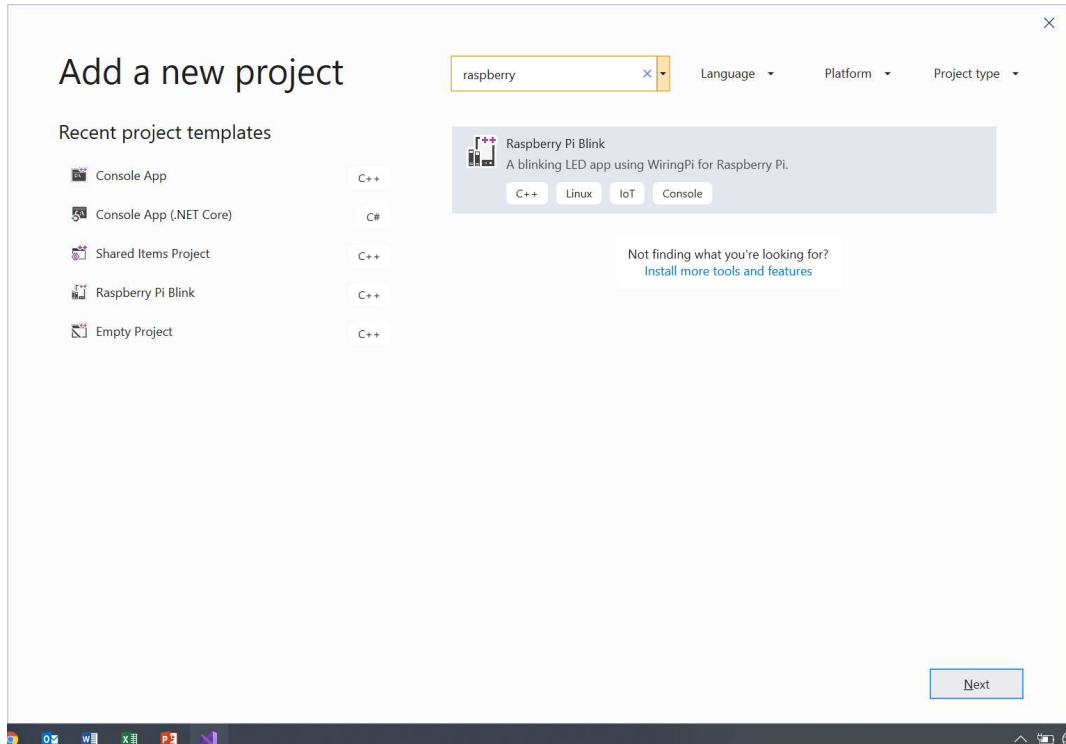 Add a new project
raspberry
Language
Platform
Project type
Recent project templates
Console App C++
Console App (.NET Core) C#
Shared Items Project C++
Raspberry Pi Blink C++
Empty Project C++
Raspberry Pi Blink
A blinking LED app using WiringPi for Raspberry Pi.
C++ Linux IoT Console
Not finding what you're looking for?
Install more tools and features
Next